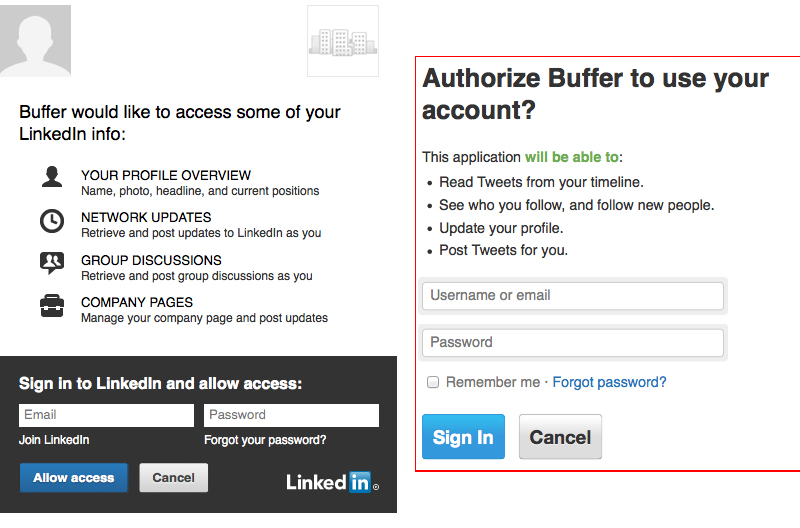 Buffer would like to access some of your
LinkedIn info:
YOUR PROFILE OVERVIEW
Name, photo, headline, and current positions
NETWORK UPDATES
Retrieve and post updates to LinkedIn as you
GROUP DISCUSSIONS
Retrieve and post group discussions as you
COMPANY PAGES
Manage your company page and post updates
Sign in to LinkedIn and allow access:
Email Password
Join LinkedIn Forgot your password?
Allow access Cancel Linked in ®
Authorize Buffer to use your
account?
This application will be able to:
• Read Tweets from your timeline.
• See who you follow, and follow new people.
• Update your profile.
• Post Tweets for you.
Username or email
Password
Remember me · Forgot password?
Sign In Cancel